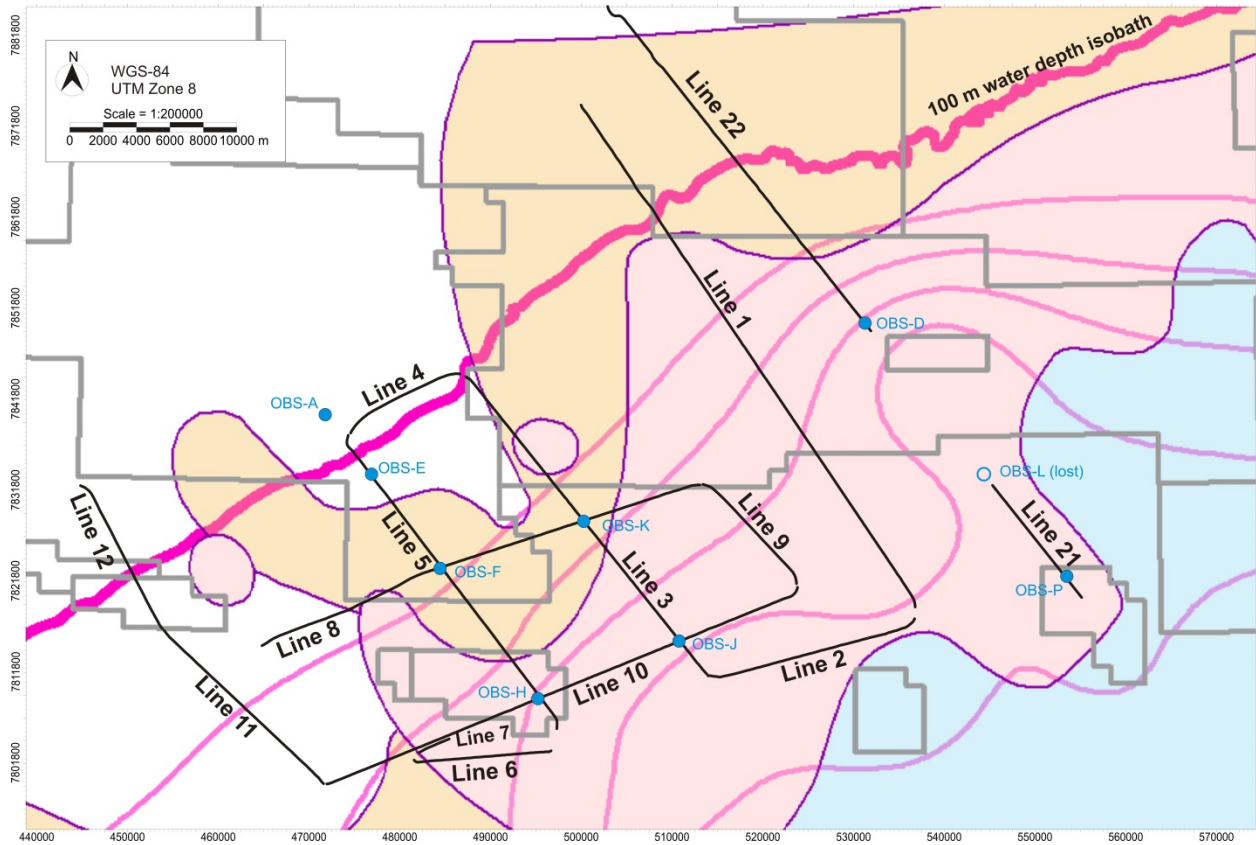 N
WGS-84
UTM Zone 8
Scale = 1:200000
0 2000 4000 6000 8000 10000 m
Line 22
100 m water depth isobath
Line 1
OBS-D
Line 4
OBS-A
OBS-E
OBS-L (lost)
Line 12
Line 5
OBS-K
Line 9
Line 21
OBS-F
OBS-P
Line 3
Line 8
OBS-J
Line 2
Line 11
OBS-H
Line 10
Line 7
Line 6
7881800
7871800
7861800
7851800
7841800
7831800
7821800
7811800
7801800
440000 450000 460000 470000 480000 490000 500000 510000 520000 530000 540000 550000 560000 570000